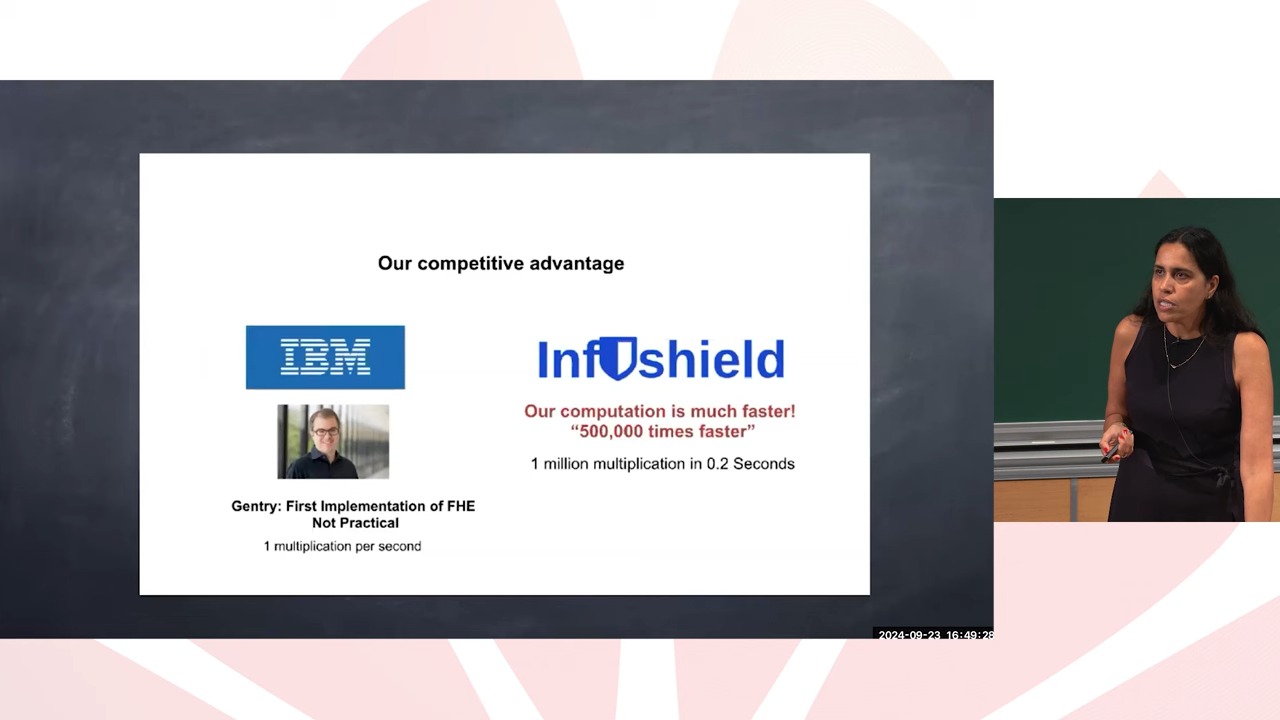 Our competitive advantage
IBM
Gentry: First Implementation of FHE
Not Practical
1 multiplication per second
Infoshield
Our computation is much faster!
“500,000 times faster”
1 million multiplication in 0.2 Seconds
2024-09-23 16:49:28